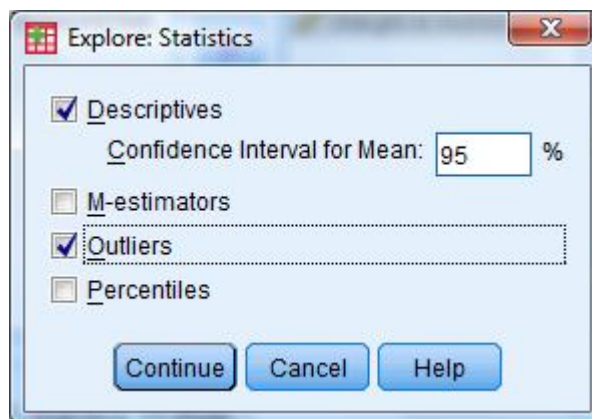 Explore: Statistics
Descriptives
Confidence Interval for Mean: 95 %
M-estimators
Outliers
Percentiles
Continue Cancel Help